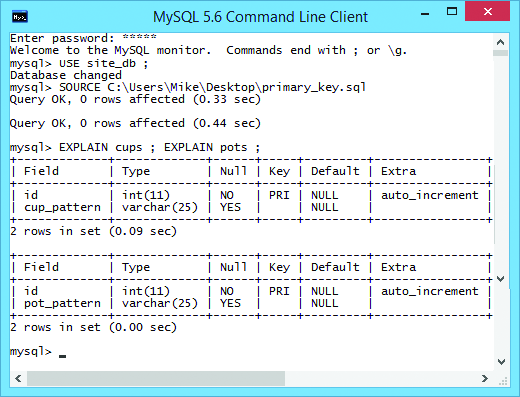 MySQL 5.6 Command Line Client
Enter password: *****
Welcome to the MySQL monitor.  Commands end with ; or \g.
mysql> USE site_db ;
Database changed
mysql> SOURCE C:\Users\Mike\Desktop\primary_key.sql
Query OK, 0 rows affected (0.33 sec)
Query OK, 0 rows affected (0.44 sec)
mysql> EXPLAIN cups ; EXPLAIN pots ;
+-------------+-------------+------+-----+---------+----------------+
| Field       | Type        | Null | Key | Default | Extra          |
+-------------+-------------+------+-----+---------+----------------+
| id          | int(11)     | NO   | PRI | NULL    | auto_increment |
| cup_pattern | varchar(25) | YES  |     | NULL    |                |
+-------------+-------------+------+-----+---------+----------------+
2 rows in set (0.09 sec)
+-------------+-------------+------+-----+---------+----------------+
| Field       | Type        | Null | Key | Default | Extra          |
+-------------+-------------+------+-----+---------+----------------+
| id          | int(11)     | NO   | PRI | NULL    | auto_increment |
| pot_pattern | varchar(25) | YES  |     | NULL    |                |
+-------------+-------------+------+-----+---------+----------------+
2 rows in set (0.00 sec)
mysql> _